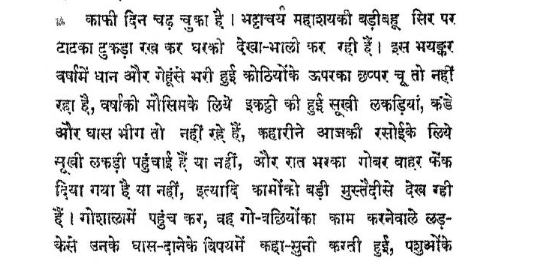 काफी दिन चढ़ चुका है । भट्टाचर्य महाशयकी बड़ीबहू सिर पर
टाटका टुकड़ा रख कर घरको देखा-भाली कर रही हैं । इस भयङ्कर
वर्षामें धान और गेहूंसे भरी हुई कोठियोंके ऊपरका छप्पर चू तो नहीं
रहा है, वर्षाकी मौसिमके लिये इकट्ठो की हुई सूखी लकड़ियां, कंडे
और घास भीग तो नहीं रहे हैं, कहारीने आजकी रसोईके लिये
सूखी लकड़ी पहुंचाई हैं या नहीं, और रात भरका गोबर बाहर फेंक
दिया गया है या नहीं, इत्यादि कामोंको बड़ी मुस्तैदीसे देख रही
हैं । गोशालामें पहुंच कर, वह गो-बछियोंका काम करनेवाले लड़-
केसे उनके घास-दानेके विषयमें कहा-सुनी करती हुई, पशुओंके